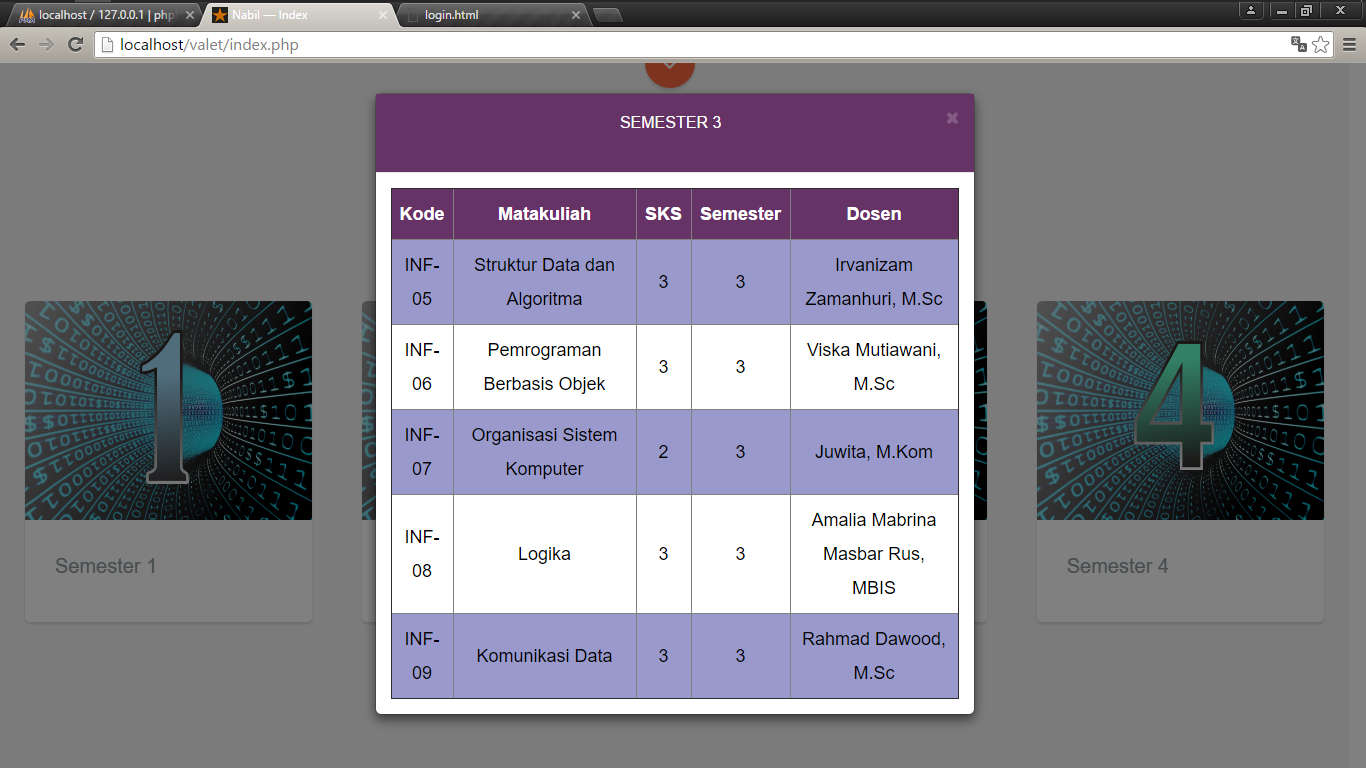 localhost / 127.0.0.1 | php
Nabil — Index
login.html
localhost/valet/index.php
SEMESTER 3
Kode Matakuliah SKS Semester Dosen
INF-
05
Struktur Data dan
Algoritma
3
3
Irvanizam
Zamanhuri, M.Sc
INF-
06
Pemrograman
Berbasis Objek
3
3
Viska Mutiawani,
M.Sc
INF-
07
Organisasi Sistem
Komputer
2
3
Juwita, M.Kom
INF-
08
Logika
3
3
Amalia Mabrina
Masbar Rus,
MBIS
INF-
09
Komunikasi Data
3
3
Rahmad Dawood,
M.Sc
1
Semester 1
4
Semester 4